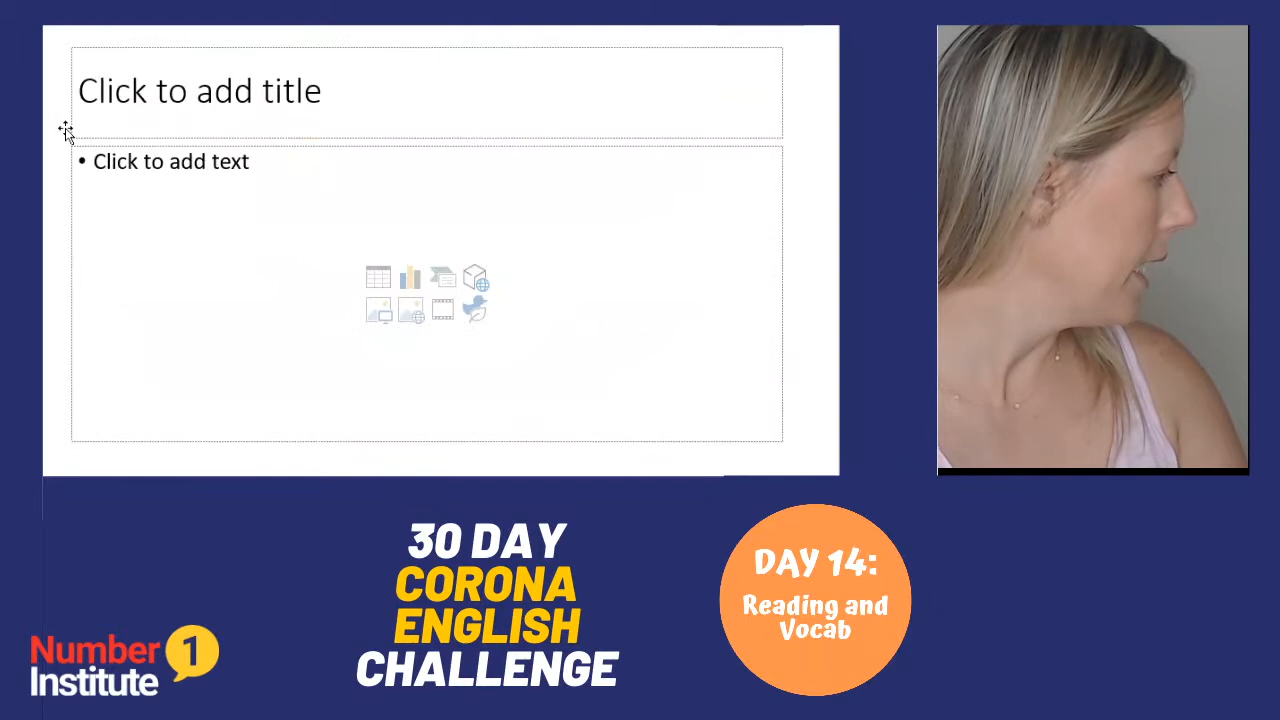 Click to add title
• Click to add text
30 DAY
CORONA
ENGLISH
CHALLENGE
DAY 14:
Reading and
Vocab
Number 1
Institute